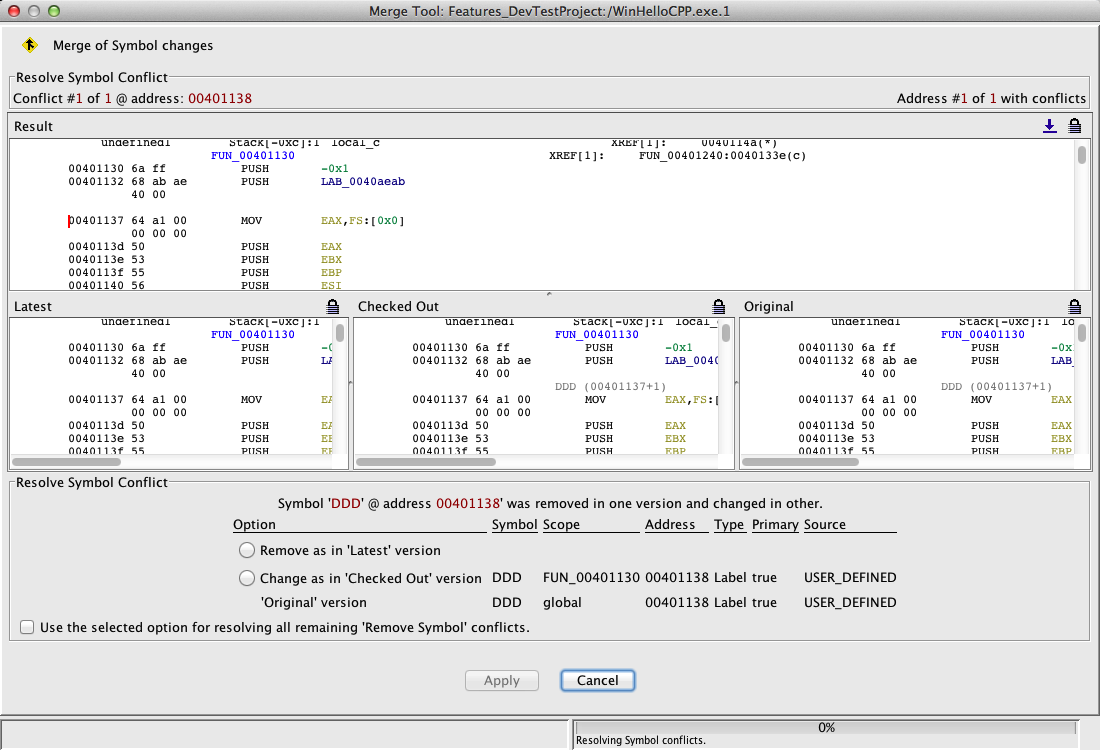 Merge Tool: Features_DevTestProject:/WinHelloCPP.exe.1
Merge of Symbol changes
Resolve Symbol Conflict
Conflict #1 of 1 @ address: 00401138 Address #1 of 1 with conflicts
Result
undefined1 Stack[-0xc]:1 local_c XREF[1]: 0040114a(*)
FUN_00401130 XREF[1]: FUN_00401240:0040133e(c)
00401130 6a ff PUSH -0x1
00401132 68 ab ae PUSH LAB_0040aeab
40 00
00401137 64 a1 00 MOV EAX,FS:[0x0]
00 00 00
0040113d 50 PUSH EAX
0040113e 53 PUSH EBX
0040113f 55 PUSH EBP
00401140 56 PUSH ESI
Latest
undefined1 Stack[-0xc]:1
FUN_00401130
00401130 6a ff PUSH
00401132 68 ab ae PUSH
40 00
00401137 64 a1 00 MOV
00 00 00
0040113d 50 PUSH
0040113e 53 PUSH
0040113f 55 PUSH
Checked Out
undefined1 Stack[-0xc]:1 local_
FUN_00401130
00401130 6a ff PUSH -0x1
00401132 68 ab ae PUSH LAB_0040
40 00
DDD (00401137+1)
00401137 64 a1 00 MOV EAX,FS:[
00 00 00
0040113d 50 PUSH EAX
0040113e 53 PUSH EBX
0040113f 55 PUSH EBP
Original
undefined1 Stack[-0xc]:1 lo
FUN_00401130
00401130 6a ff PUSH -0x
00401132 68 ab ae PUSH LAB_
40 00
DDD (00401137+1)
00401137 64 a1 00 MOV EAX
00 00 00
0040113d 50 PUSH EAX
0040113e 53 PUSH EBX
0040113f 55 PUSH EBP
Resolve Symbol Conflict
Symbol 'DDD' @ address 00401138' was removed in one version and changed in other.
Option Symbol Scope Address Type Primary Source
Remove as in 'Latest' version
Change as in 'Checked Out' version DDD FUN_00401130 00401138 Label true USER_DEFINED
'Original' version DDD global 00401138 Label true USER_DEFINED
Use the selected option for resolving all remaining 'Remove Symbol' conflicts.
Apply Cancel
0%
Resolving Symbol conflicts.